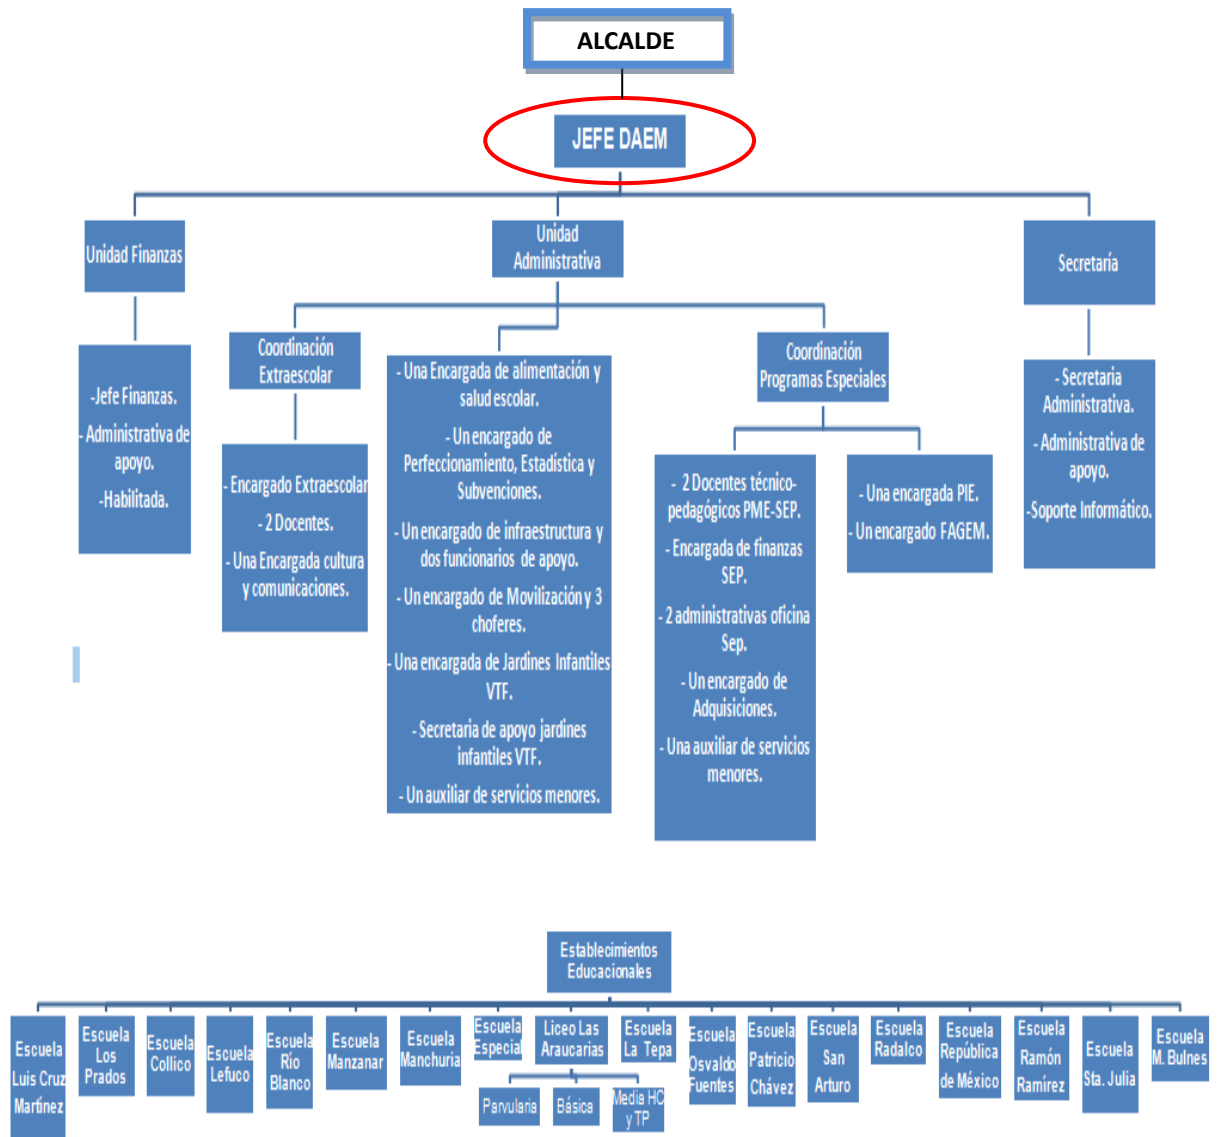 ALCALDE
JEFE DAEM
Unidad Finanzas
Unidad
Administrativa
Secretaría
-Jefe Finanzas.
- Administrativa de
apoyo.
-Habilitada.
Coordinación
Extraescolar
- Encargado Extraescolar
- 2 Docentes.
- Una Encargada cultura
y comunicaciones.
- Una Encargada de alimentación y
salud escolar.
- Un encargado de
Perfeccionamiento, Estadística y
Subvenciones.
- Un encargado de infraestructura y
dos funcionarios de apoyo.
- Un encargado de Movilización y 3
choferes.
- Una encargada de Jardines Infantiles
VTF.
- Secretaria de apoyo jardines
infantiles VTF.
- Un auxiliar de servicios menores.
Coordinación
Programas Especiales
- 2 Docentes técnico-
pedagógicos PME-SEP.
- Encargada de finanzas
SEP.
- 2 administrativas oficina
Sep.
- Un encargado de
Adquisiciones.
- Una auxiliar de servicios
menores.
- Una encargada PIE.
- Un encargado FAGEM.
- Secretaria
Administrativa.
- Administrativa de
apoyo.
-Soporte Informático.
Establecimientos
Educacionales
Escuela
Luis Cruz
Martínez
Escuela
Los
Prados
Escuela
Collico
Escuela
Lefuco
Escuela
Río
Blanco
Escuela
Manzanar
Escuela
Manchuria
Escuela
Especial
Liceo Las
Araucarias
Parvularia
Básica
Media HC
y TP
Escuela
La Tepa
Escuela
Osvaldo
Fuentes
Escuela
Patricio
Chávez
Escuela
San
Arturo
Escuela
Radalco
Escuela
República
de México
Escuela
Ramón
Ramírez
Escuela
Sta. Julia
Escuela
M. Bulnes